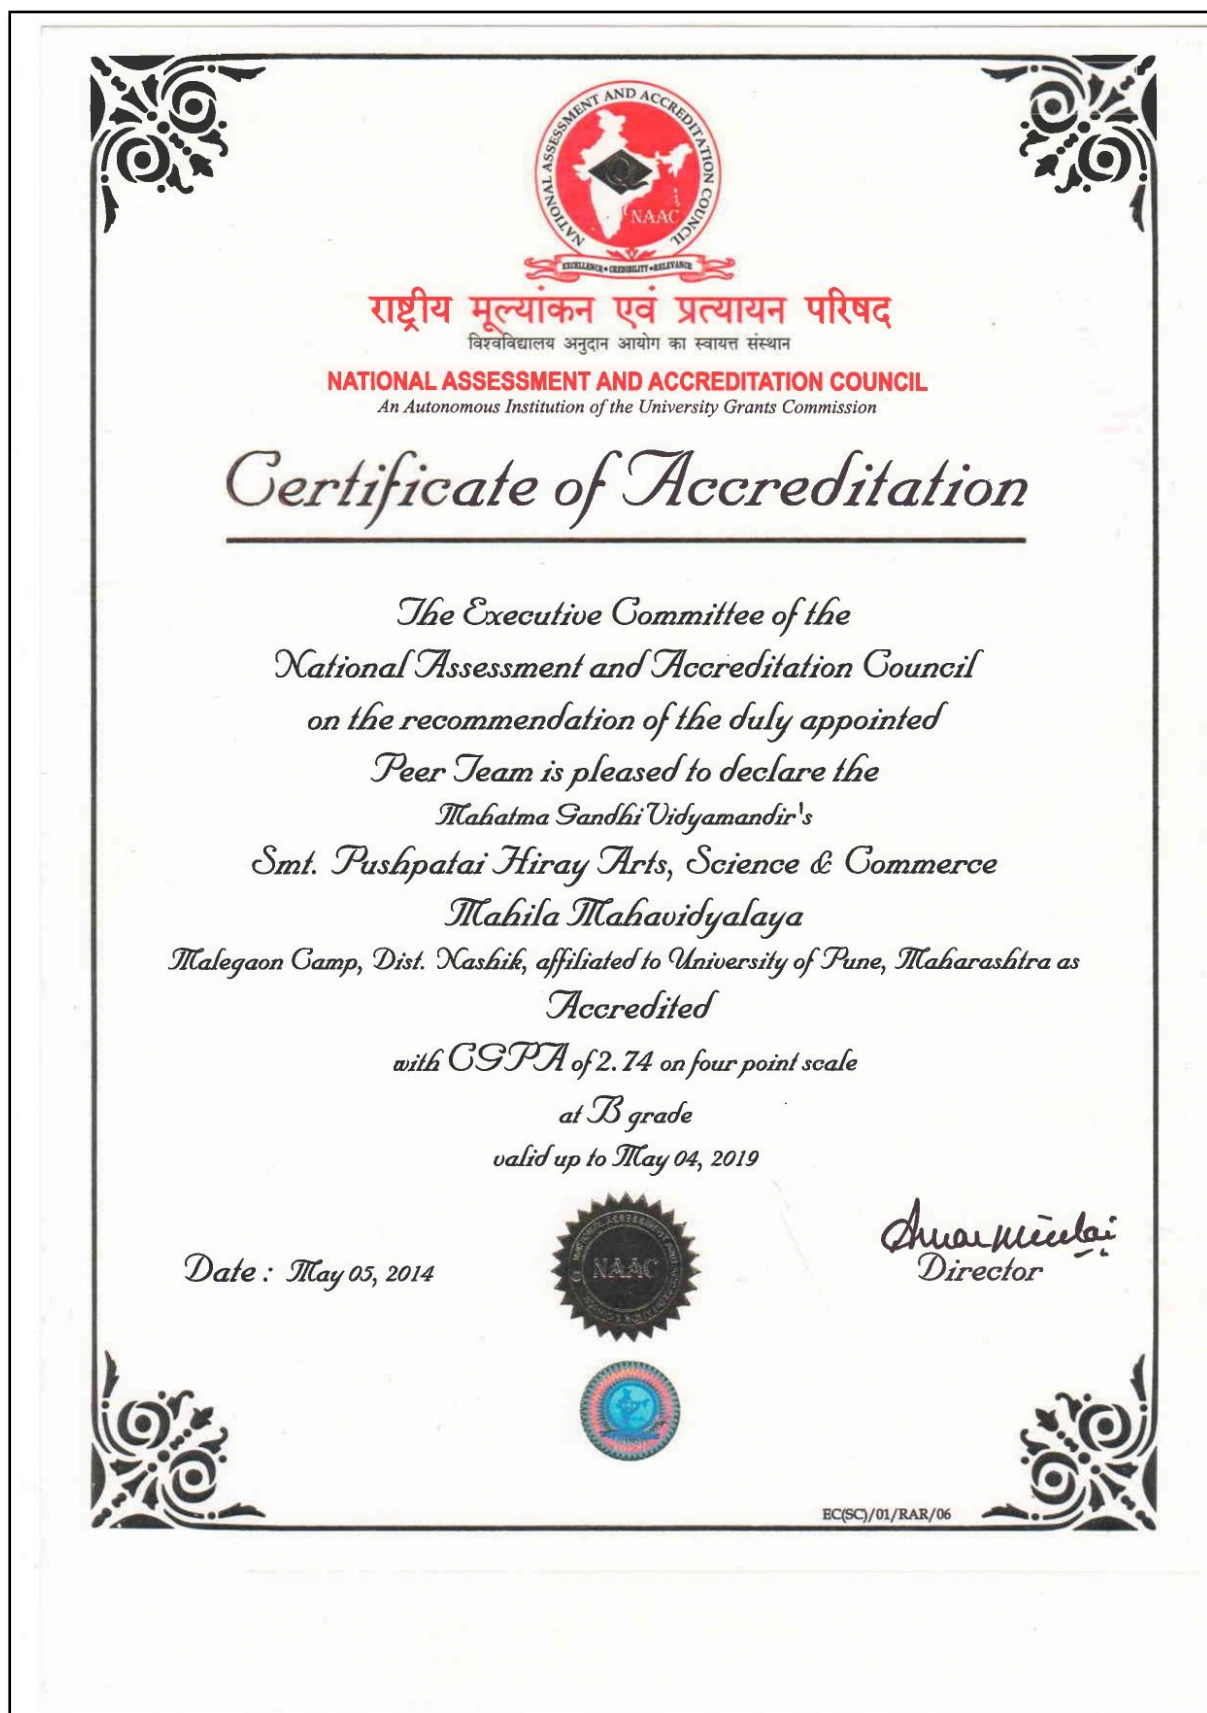 NATIONAL ASSESSMENT AND ACCREDITATION COUNCIL
NAAC
EXCELLENCE • CREDIBILITY • RELEVANCE
राष्ट्रीय मूल्यांकन एवं प्रत्यायन परिषद
विश्वविद्यालय अनुदान आयोग का स्वायत्त संस्थान
NATIONAL ASSESSMENT AND ACCREDITATION COUNCIL
An Autonomous Institution of the University Grants Commission
Certificate of Accreditation
The Executive Committee of the
National Assessment and Accreditation Council
on the recommendation of the duly appointed
Peer Team is pleased to declare the
Mahatma Gandhi Vidyamandir's
Smt. Pushpatai Hiray Arts, Science & Commerce
Mahila Mahavidyalaya
Malegaon Camp, Dist. Nashik, affiliated to University of Pune, Maharashtra as
Accredited
with CGPA of 2.74 on four point scale
at B grade
valid up to May 04, 2019
Date : May 05, 2014
NAAC
Director
EC(SC)/01/RAR/06